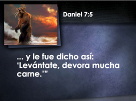 Daniel 7:5
... y le fue dicho así:
'Levántate, devora mucha
carne.'"